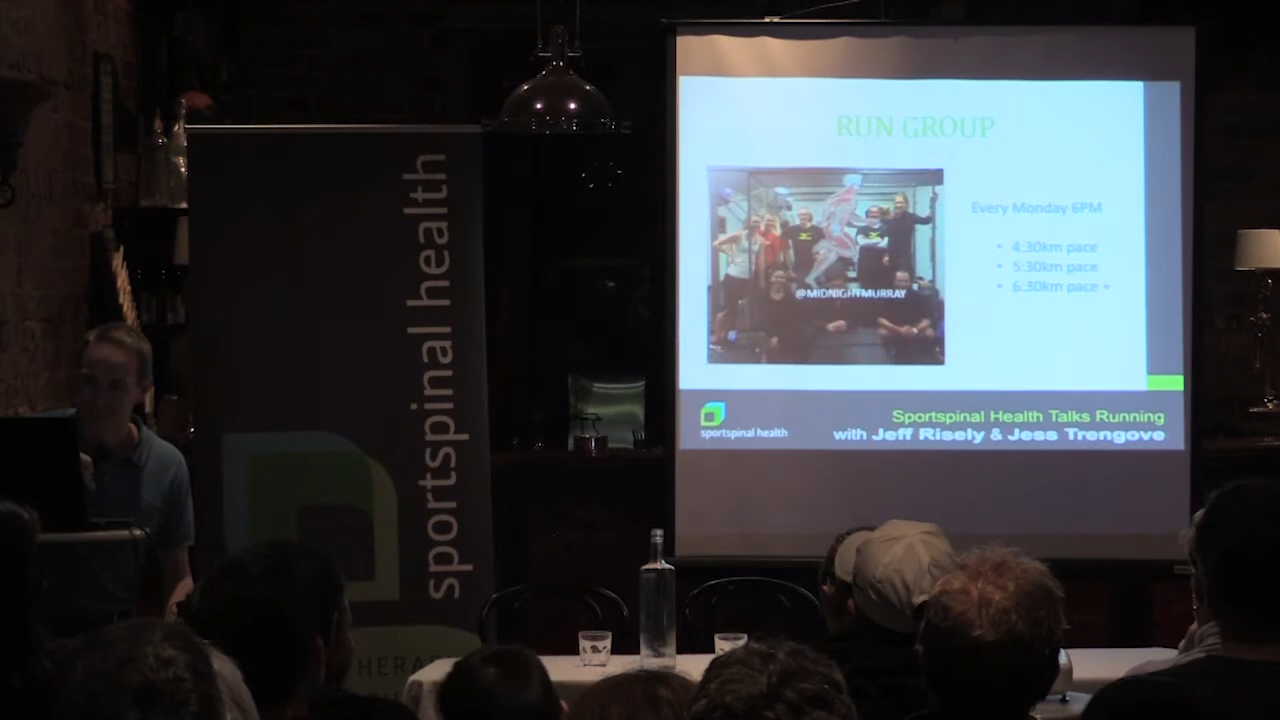 sportspinal health
RUN GROUP
@MIDNIGHTMURRAY
Every Monday 6PM
• 4:30km pace
• 5:30km pace
• 6:30km pace +
sportspinal health
Sportspinal Health Talks Running
with Jeff Risely & Jess Trengove